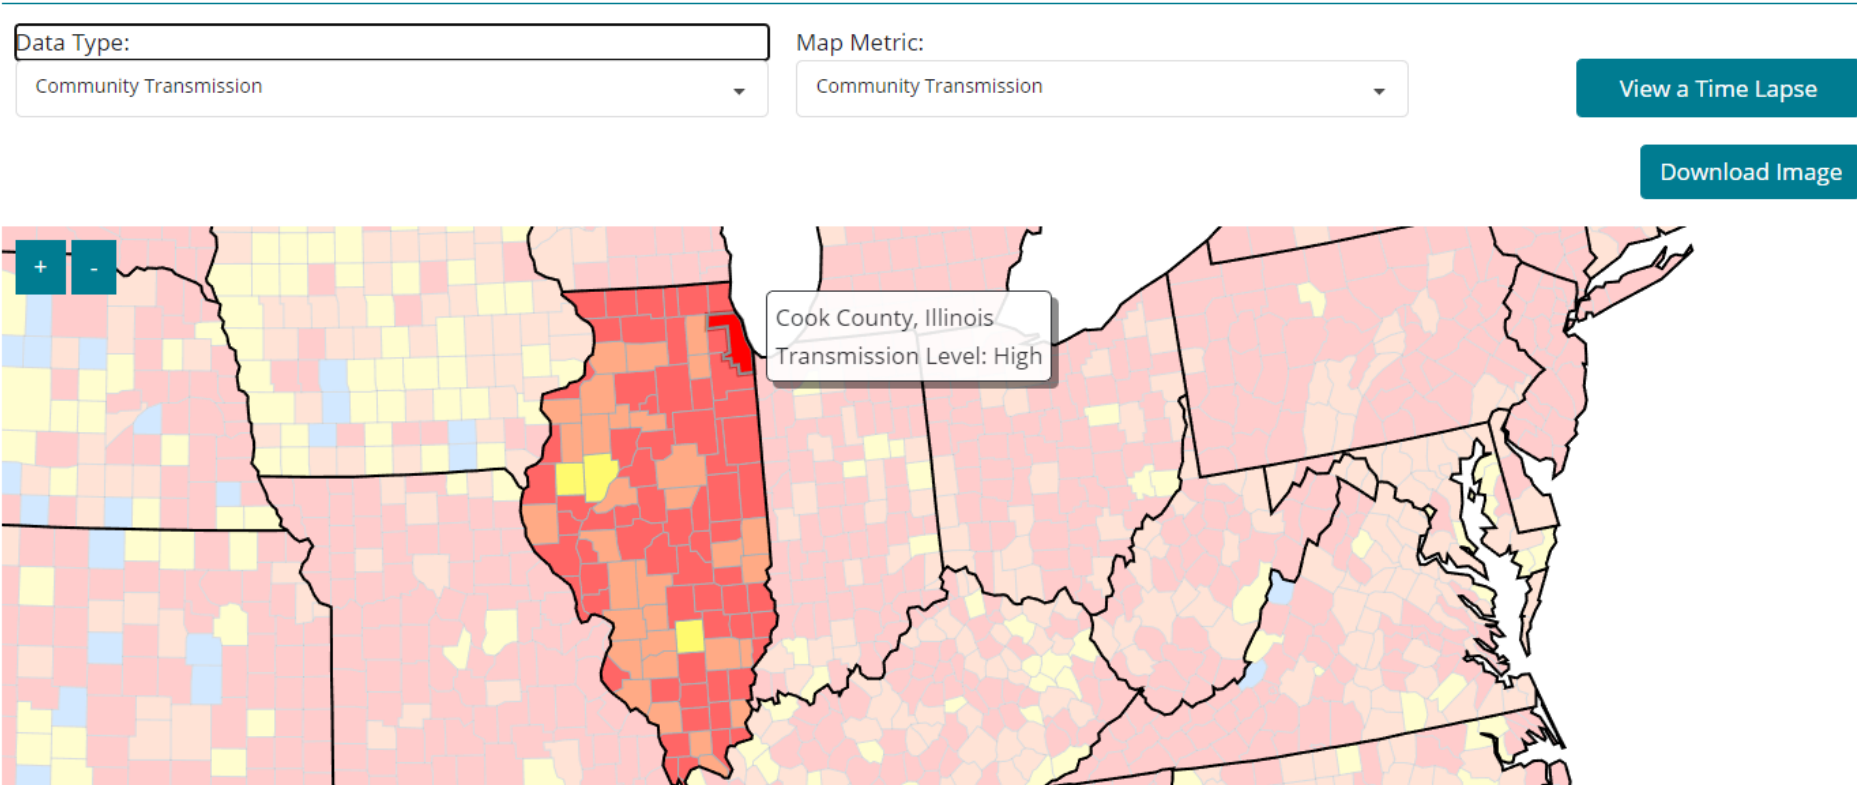 Data Type:
Map Metric:
Community Transmission
Community Transmission
View a Time Lapse
Download Image
+
-
Cook County, Illinois
Transmission Level: High